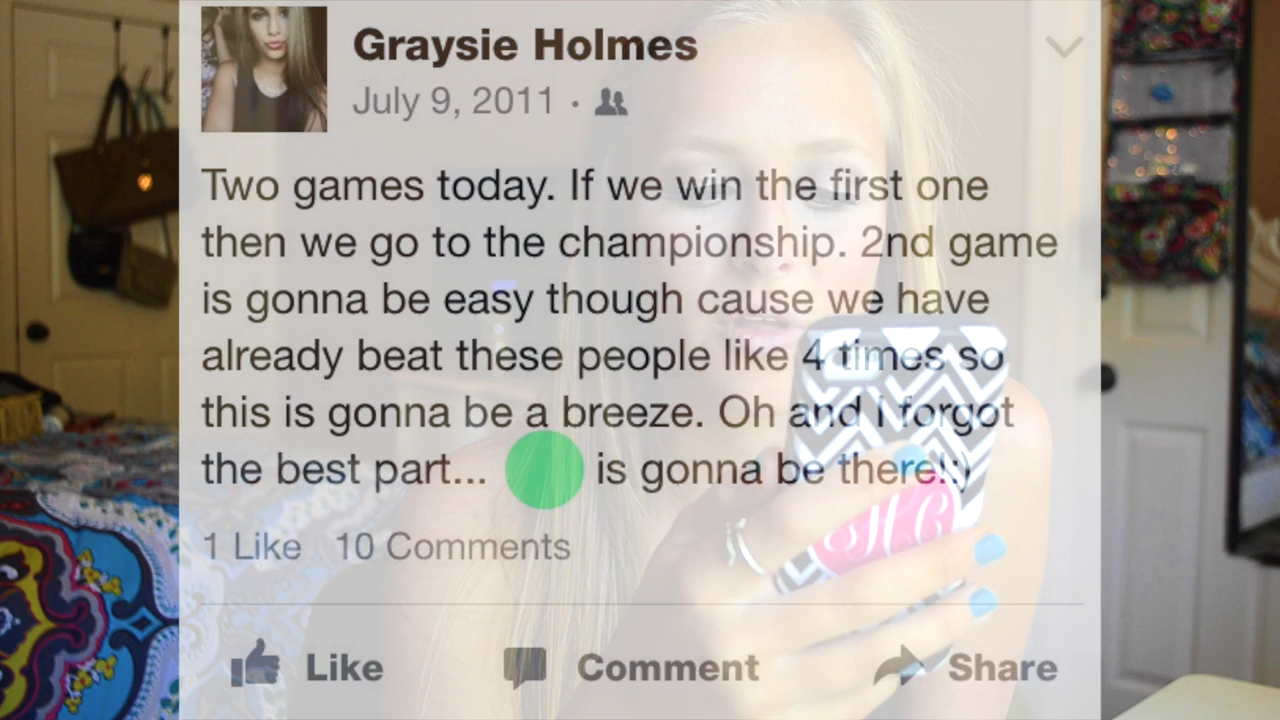 Graysie Holmes
July 9, 2011 ·
Two games today. If we win the first one
then we go to the championship. 2nd game
is gonna be easy though cause we have
already beat these people like 4 times so
this is gonna be a breeze. Oh and I forgot
the best part... is gonna be there!:)
1 Like 10 Comments
Like Comment Share